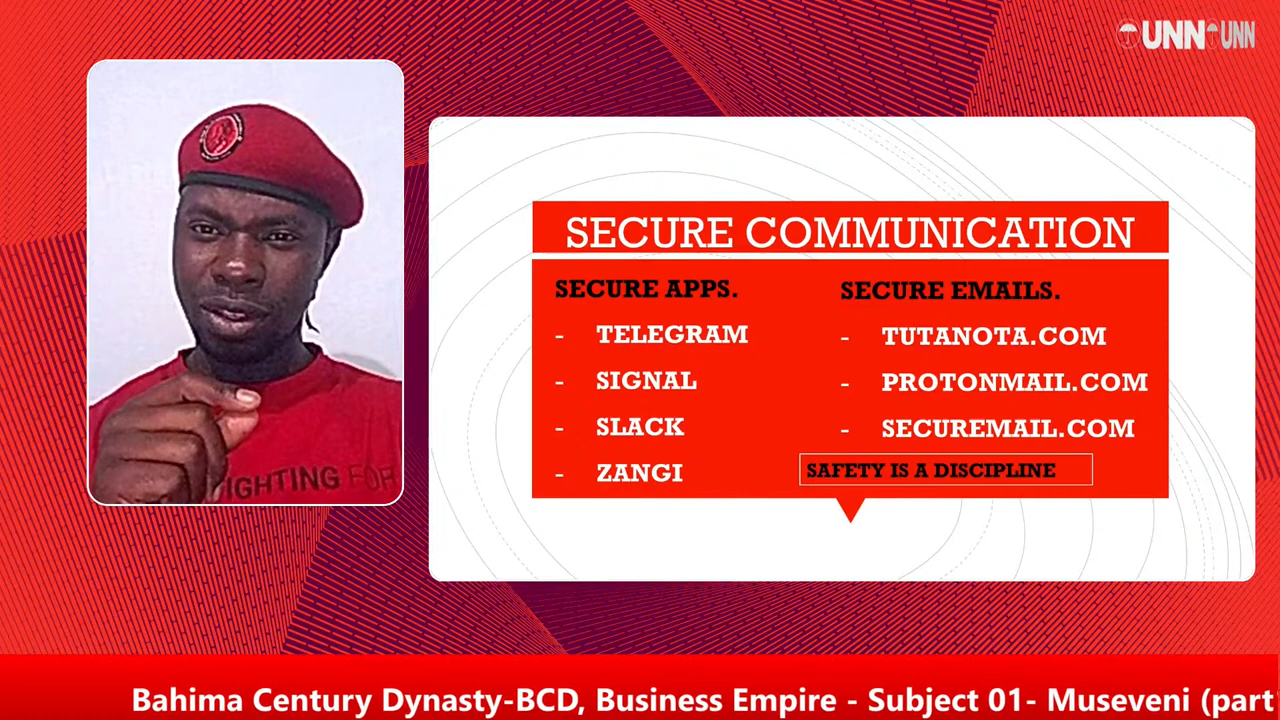 UNN UNN
SECURE COMMUNICATION
SECURE APPS.
- TELEGRAM
- SIGNAL
- SLACK
- ZANGI
SECURE EMAILS.
- TUTANOTA.COM
- PROTONMAIL.COM
- SECUREMAIL.COM
SAFETY IS A DISCIPLINE
FIGHTING FOR
Bahima Century Dynasty-BCD, Business Empire - Subject 01- Museveni (part